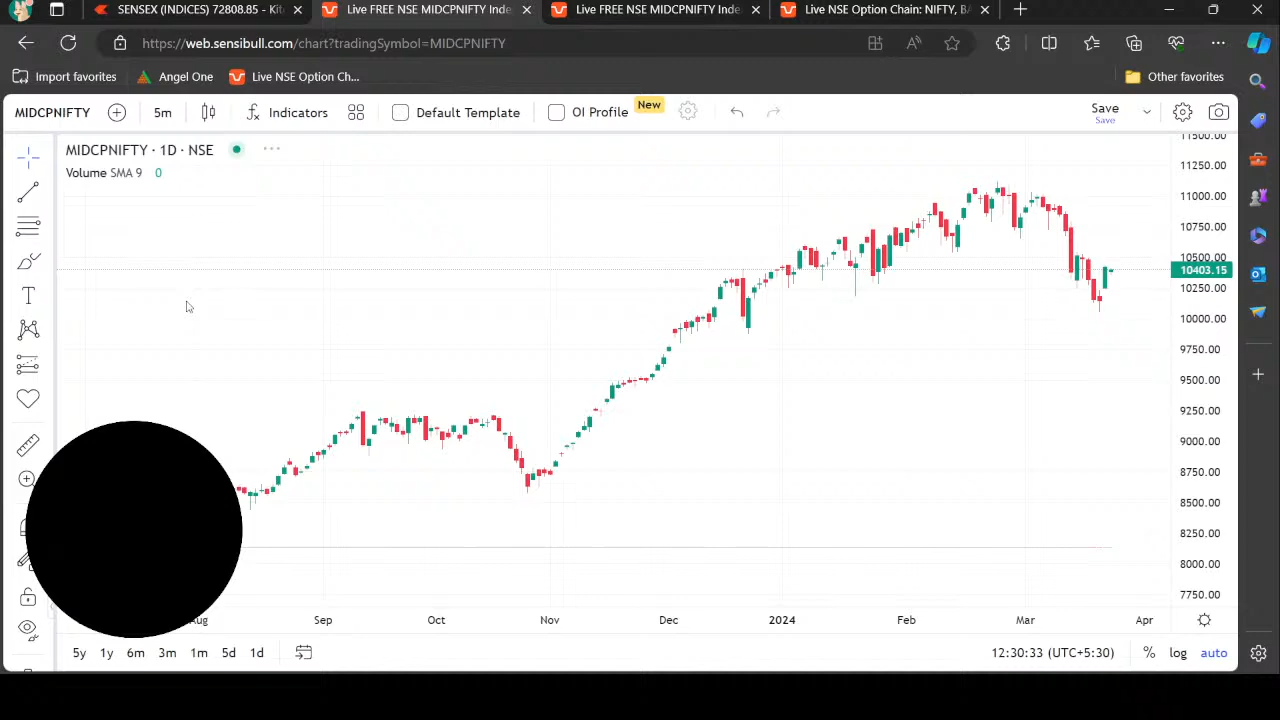 SENSEX (INDICES) 72808.85 - Kit
Live FREE NSE MIDCPNIFTY Inde
Live FREE NSE MIDCPNIFTY Inde
Live NSE Option Chain: NIFTY, BA
https://web.sensibull.com/chart?tradingSymbol=MIDCPNIFTY
Import favorites
Angel One
Live NSE Option Ch...
Other favorites
MIDCPNIFTY
5m
Indicators
Default Template
OI Profile
New
Save
Save
MIDCPNIFTY · 1D · NSE
Volume SMA 9 0
11500.00
11250.00
11000.00
10750.00
10500.00
10403.15
10250.00
10000.00
9750.00
9500.00
9250.00
9000.00
8750.00
8500.00
8250.00
8000.00
7750.00
Aug Sep Oct Nov Dec 2024 Feb Mar Apr
5y 1y 6m 3m 1m 5d 1d
12:30:33 (UTC+5:30)
% log auto